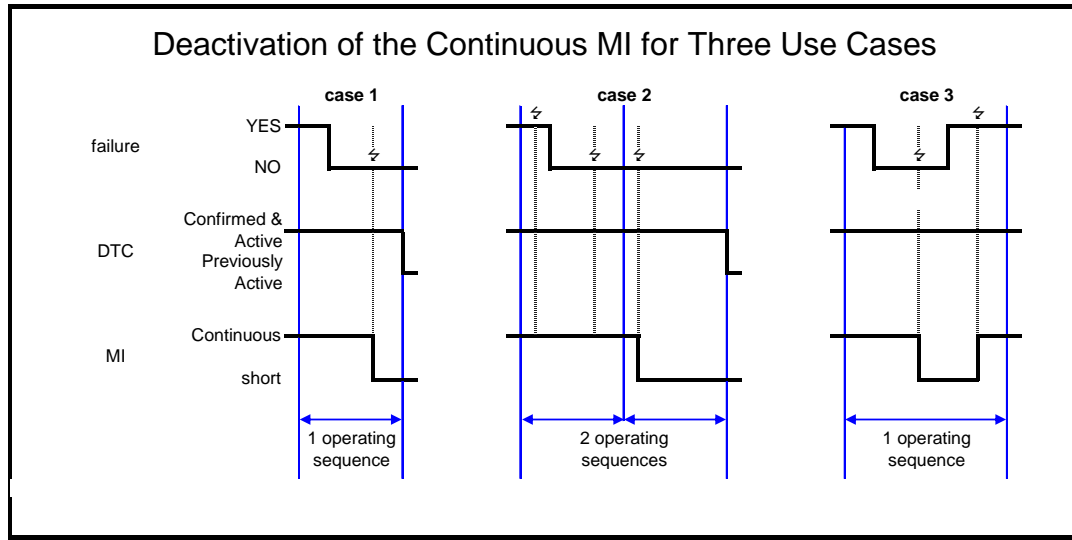 Deactivation of the Continuous MI for Three Use Cases
case 1
case 2
case 3
failure
YES
NO
DTC
Confirmed &
Active
Previously
Active
MI
Continuous
short
1 operating
sequence
2 operating
sequences
1 operating
sequence